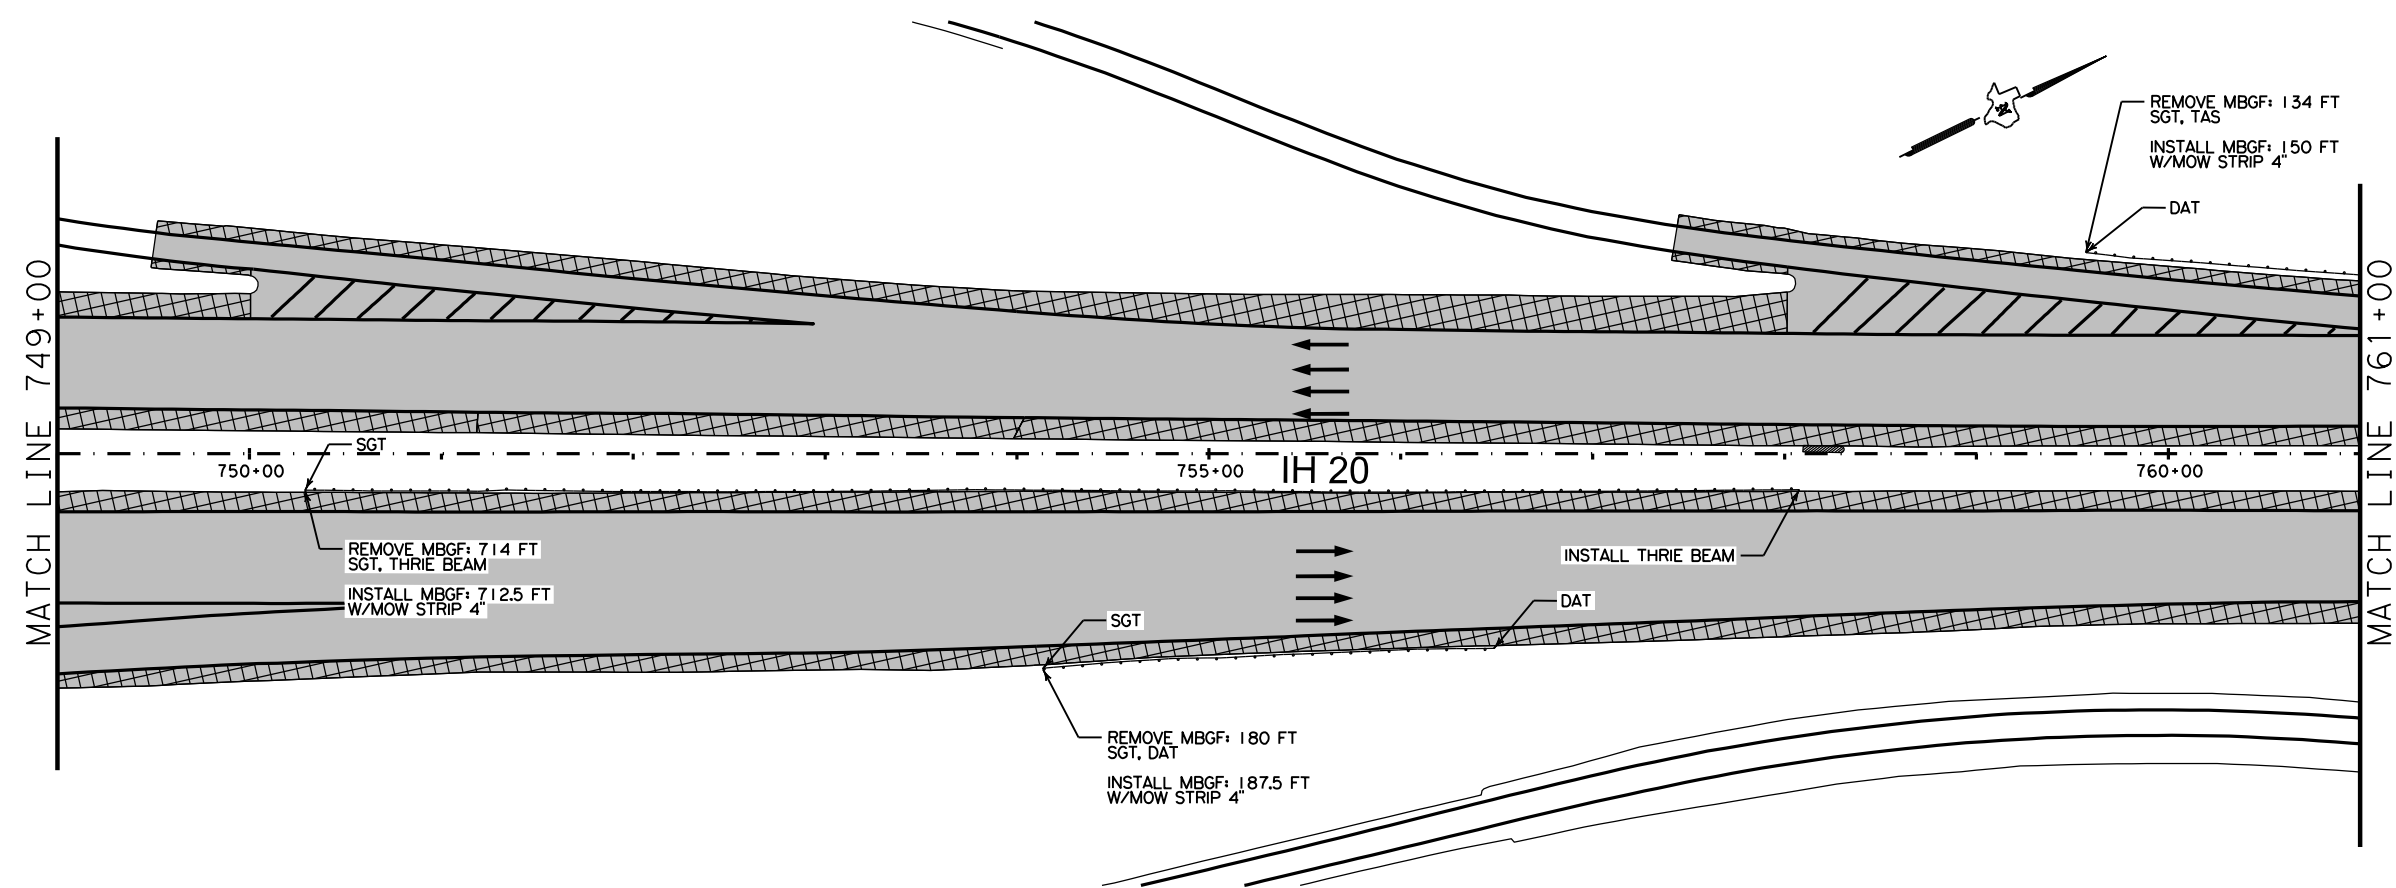 REMOVE MBGF: 134 FT
SGT, TAS
INSTALL MBGF: 150 FT
W/MOW STRIP 4"
DAT
MATCH LINE 749+00
MATCH LINE 761+00
SGT
750+00
755+00
IH 20
760+00
REMOVE MBGF: 714 FT
SGT, THRIE BEAM
INSTALL THRIE BEAM
INSTALL MBGF: 712.5 FT
W/MOW STRIP 4"
DAT
SGT
REMOVE MBGF: 180 FT
SGT, DAT
INSTALL MBGF: 187.5 FT
W/MOW STRIP 4"